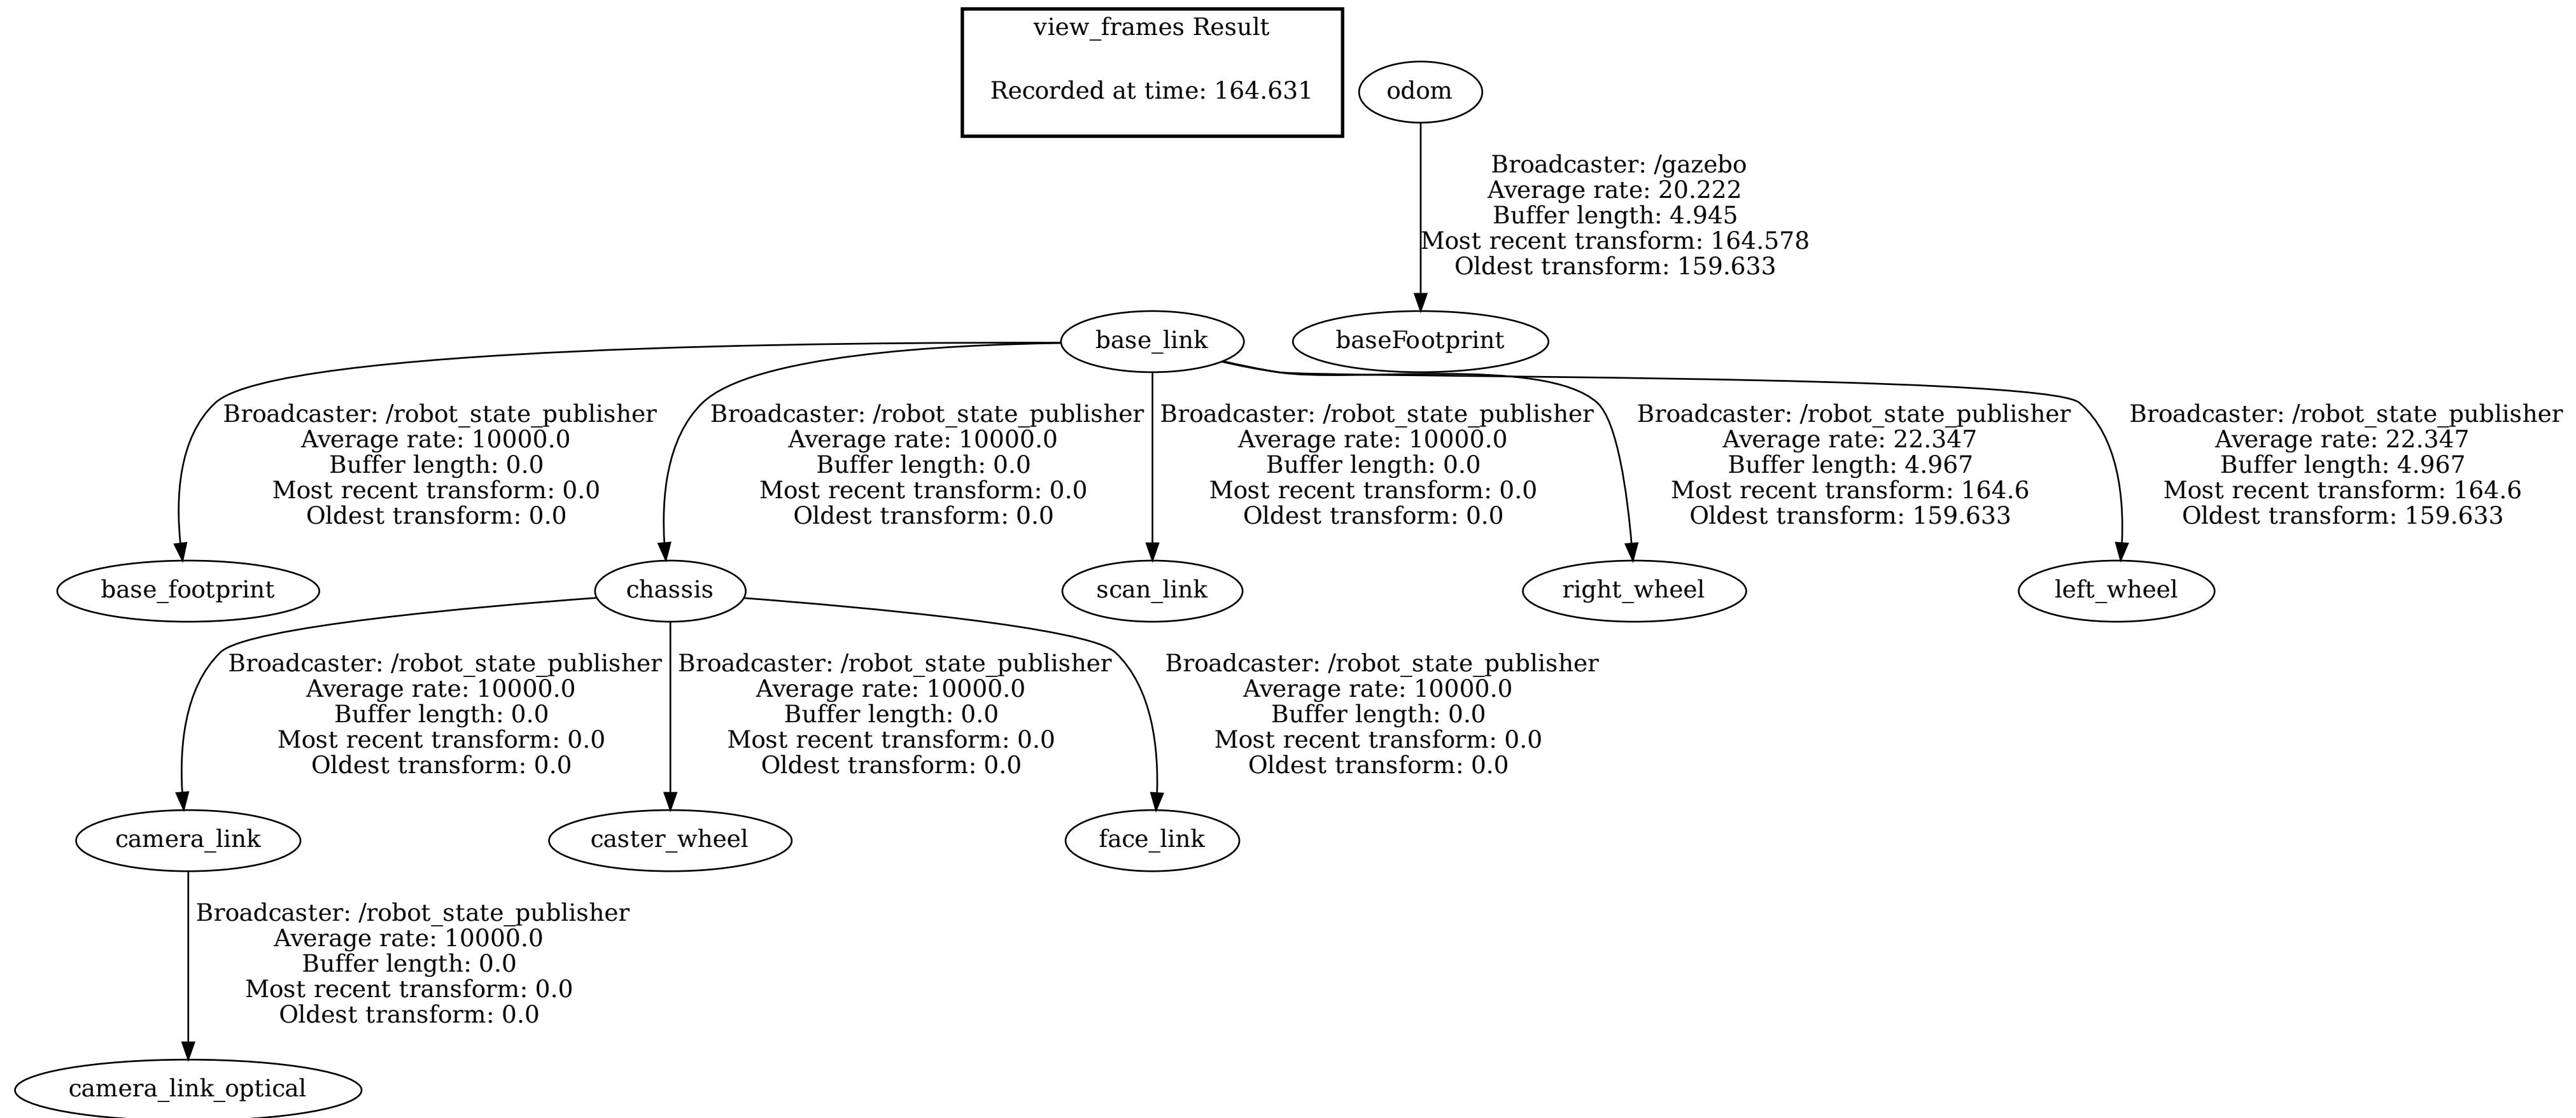 view_frames Result
Recorded at time: 164.631
odom
Broadcaster: /gazebo
Average rate: 20.222
Buffer length: 4.945
Most recent transform: 164.578
Oldest transform: 159.633
base_link
baseFootprint
Broadcaster: /robot_state_publisher
Average rate: 10000.0
Buffer length: 0.0
Most recent transform: 0.0
Oldest transform: 0.0
Broadcaster: /robot_state_publisher
Average rate: 10000.0
Buffer length: 0.0
Most recent transform: 0.0
Oldest transform: 0.0
Broadcaster: /robot_state_publisher
Average rate: 10000.0
Buffer length: 0.0
Most recent transform: 0.0
Oldest transform: 0.0
Broadcaster: /robot_state_publisher
Average rate: 22.347
Buffer length: 4.967
Most recent transform: 164.6
Oldest transform: 159.633
Broadcaster: /robot_state_publisher
Average rate: 22.347
Buffer length: 4.967
Most recent transform: 164.6
Oldest transform: 159.633
base_footprint
chassis
scan_link
right_wheel
left_wheel
Broadcaster: /robot_state_publisher
Average rate: 10000.0
Buffer length: 0.0
Most recent transform: 0.0
Oldest transform: 0.0
Broadcaster: /robot_state_publisher
Average rate: 10000.0
Buffer length: 0.0
Most recent transform: 0.0
Oldest transform: 0.0
Broadcaster: /robot_state_publisher
Average rate: 10000.0
Buffer length: 0.0
Most recent transform: 0.0
Oldest transform: 0.0
camera_link
caster_wheel
face_link
Broadcaster: /robot_state_publisher
Average rate: 10000.0
Buffer length: 0.0
Most recent transform: 0.0
Oldest transform: 0.0
camera_link_optical